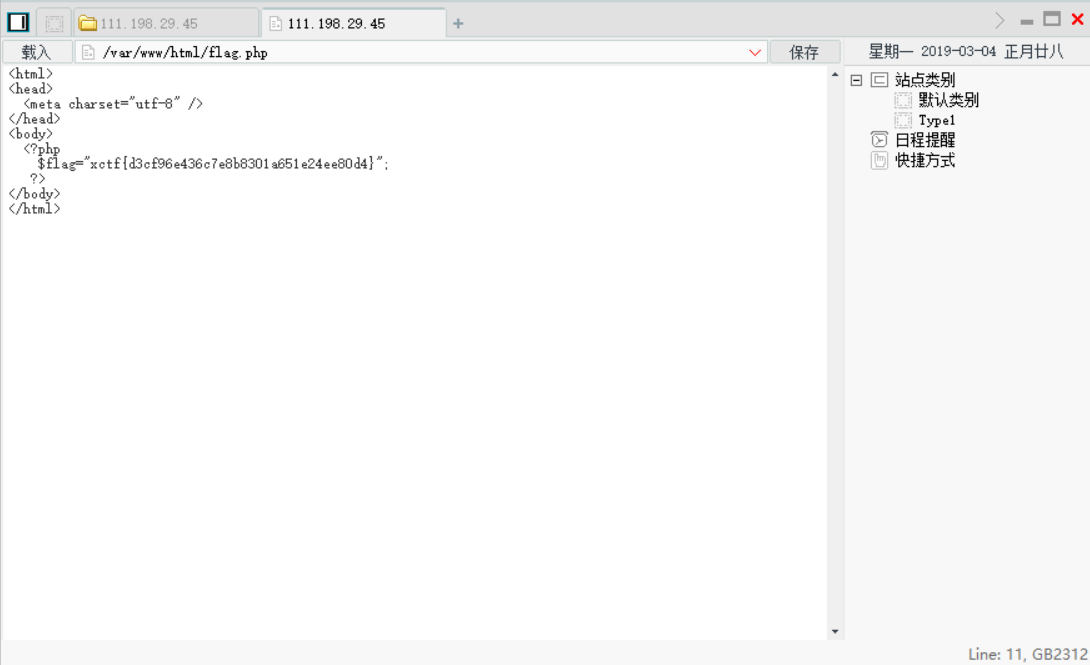 111.198.29.45
111.198.29.45
载入
/var/www/html/flag.php
保存
星期一 2019-03-04 正月廿八
<html>
<head>
  <meta charset="utf-8" />
</head>
<body>
  <?php
    $flag="xctf{d3cf96e436c7e8b8301a651e24ee80d4}";
   ?>
</body>
</html>
站点类别
默认类别
Type1
日程提醒
快捷方式
Line: 11, GB2312